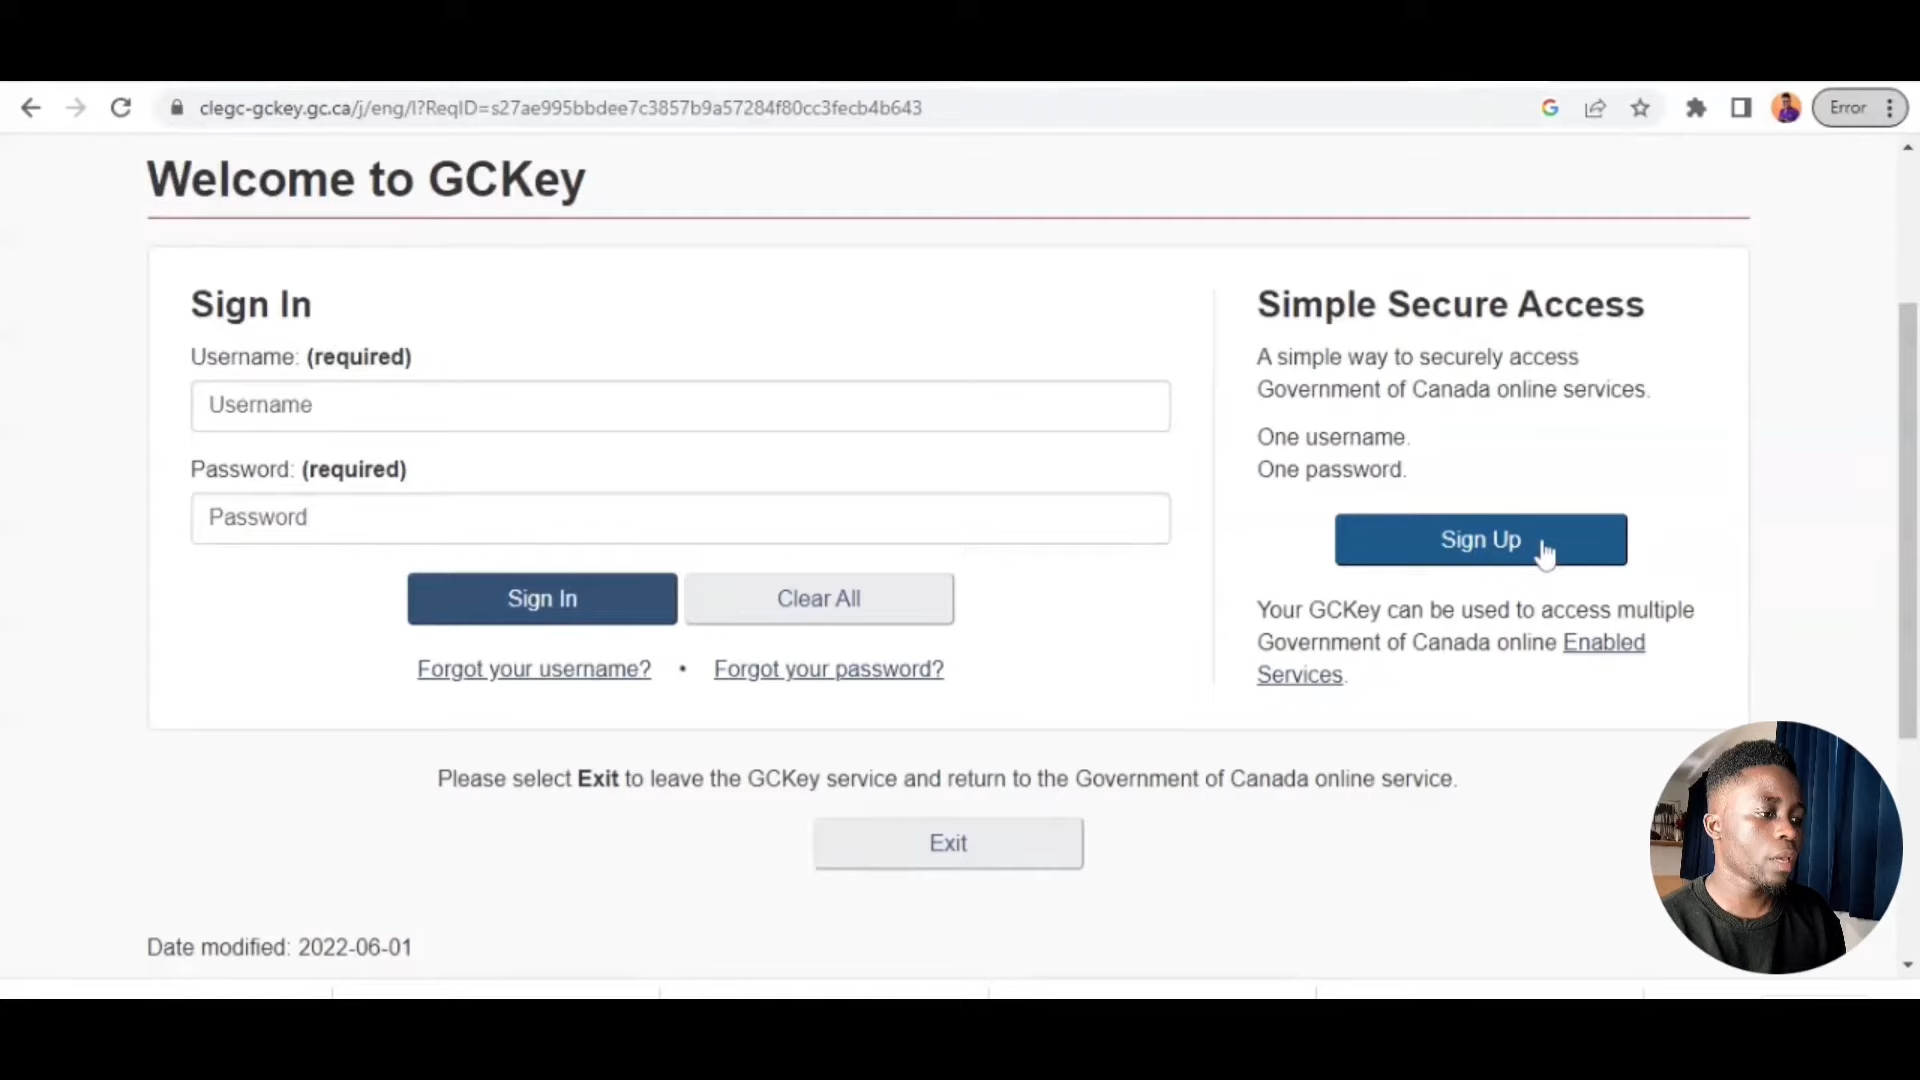 clegc-gckey.gc.ca/j/eng/l?ReqID=s27ae995bbdee7c3857b9a57284f80cc3fecb4b643
Error
Welcome to GCKey
Sign In
Username: (required)
Username
Password: (required)
Password
Sign In
Clear All
Forgot your username? • Forgot your password?
Simple Secure Access
A simple way to securely access
Government of Canada online services.
One username.
One password.
Sign Up
Your GCKey can be used to access multiple
Government of Canada online Enabled
Services.
Please select Exit to leave the GCKey service and return to the Government of Canada online service.
Exit
Date modified: 2022-06-01